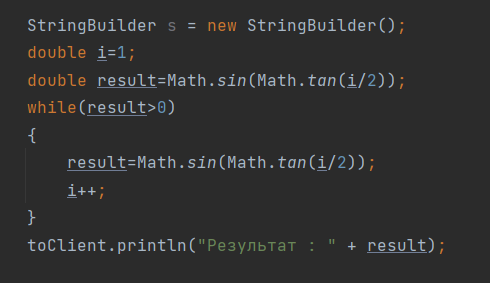 StringBuilder s = new StringBuilder();
double i=1;
double result=Math.sin(Math.tan(i/2));
while(result>0)
{
result=Math.sin(Math.tan(i/2));
i++;
}
toClient.println("Результат : " + result);